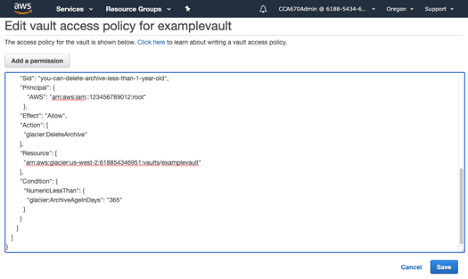 aws
Services
Resource Groups
CCA670Admin @ 6188-5434-6...
Oregon
Support
Edit vault access policy for examplevault
The access policy for the vault is shown below. Click here to learn about writing a vault access policy.
Add a permission
"Sid": "you-can-delete-archive-less-than-1-year-old",
"Principal": {
"AWS": "arn:aws:iam::123456789012:root"
},
"Effect": "Allow",
"Action": [
"glacier:DeleteArchive"
],
"Resource": [
"arn:aws:glacier:us-west-2:618854346951:vaults/examplevault"
],
"Condition": {
"NumericLessThan": {
"glacier:ArchiveAgeInDays": "365"
}
}
}
]
}
Cancel
Save